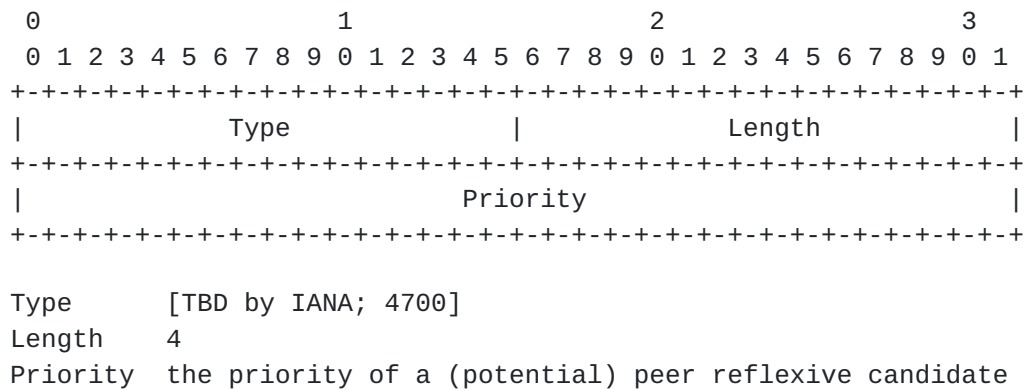 0                   1                   2                   3
 0 1 2 3 4 5 6 7 8 9 0 1 2 3 4 5 6 7 8 9 0 1 2 3 4 5 6 7 8 9 0 1
+-+-+-+-+-+-+-+-+-+-+-+-+-+-+-+-+-+-+-+-+-+-+-+-+-+-+-+-+-+-+-+-+
|             Type              |             Length            |
+-+-+-+-+-+-+-+-+-+-+-+-+-+-+-+-+-+-+-+-+-+-+-+-+-+-+-+-+-+-+-+-+
|                            Priority                           |
+-+-+-+-+-+-+-+-+-+-+-+-+-+-+-+-+-+-+-+-+-+-+-+-+-+-+-+-+-+-+-+-+
Type      [TBD by IANA; 4700]
Length    4
Priority  the priority of a (potential) peer reflexive candidate